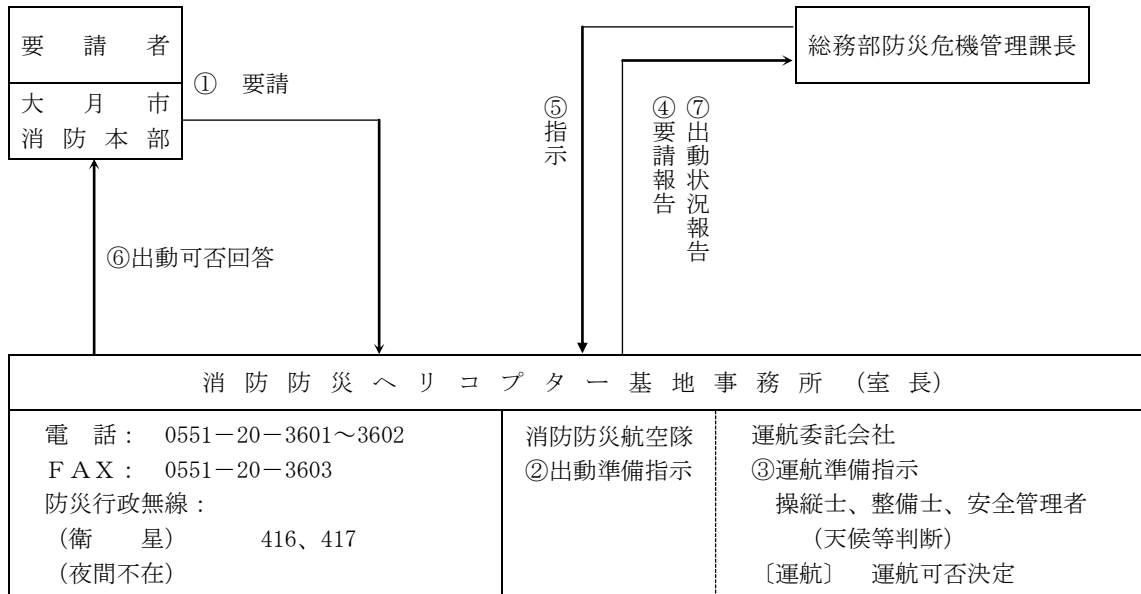 要請者
大月市
消防本部
① 要請
総務部防災危機管理課長
⑤指示
④要請報告
⑦出動状況報告
⑥出動可否回答
消防防災ヘリコプター基地事務所（室長）
電話： 0551－20－3601～3602
ＦＡＸ： 0551－20－3603
防災行政無線：
（衛星） 416、417
（夜間不在）
消防防災航空隊
②出動準備指示
運航委託会社
③運航準備指示
操縦士、整備士、安全管理者
（天候等判断）
〔運航〕 運航可否決定